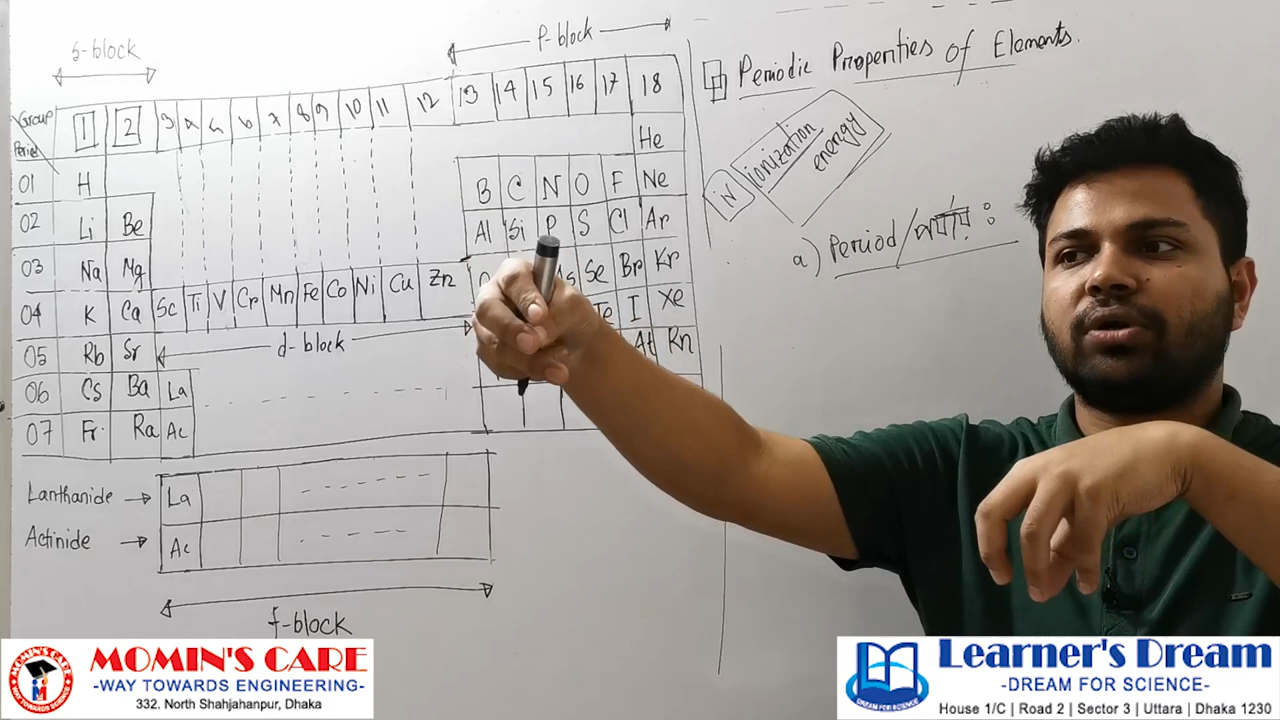 s-block
P-block
Group 1 2 3 4 5 6 7 8 9 10 11 12 13 14 15 16 17 18
Period He
01 H B C N O F Ne
02 Li Be Al Si P S Cl Ar
03 Na Mg Se Br Kr
04 K Ca Sc Ti V Cr Mn Fe Co Ni Cu Zn I Xe
05 Rb Sr d-block At Rn
06 Cs Ba La
07 Fr Ra Ac
Lanthanide → La
Actinide → Ac
f-block
Periodic Properties of Elements.
iv ionization
energy
a) Period/পর্যায় :
MOMIN'S CARE
-WAY TOWARDS ENGINEERING-
332, North Shahjahanpur, Dhaka
Learner's Dream
-DREAM FOR SCIENCE-
House 1/C | Road 2 | Sector 3 | Uttara | Dhaka 1230
DREAM FOR SCIENCE